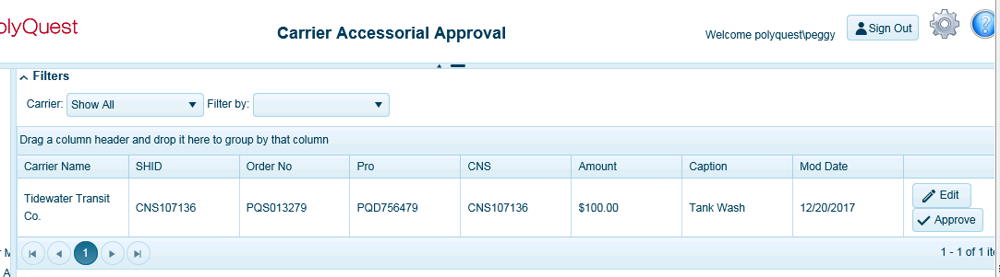 olyQuest
Carrier Accessorial Approval
Welcome polyquest\peggy
Sign Out
?
Filters
Carrier: Show All Filter by:
Drag a column header and drop it here to group by that column
Carrier Name SHID Order No Pro CNS Amount Caption Mod Date
Tidewater Transit
Co.
CNS107136 PQS013279 PQD756479 CNS107136 $100.00 Tank Wash 12/20/2017
Edit
Approve
1
1 - 1 of 1 ite
M
A